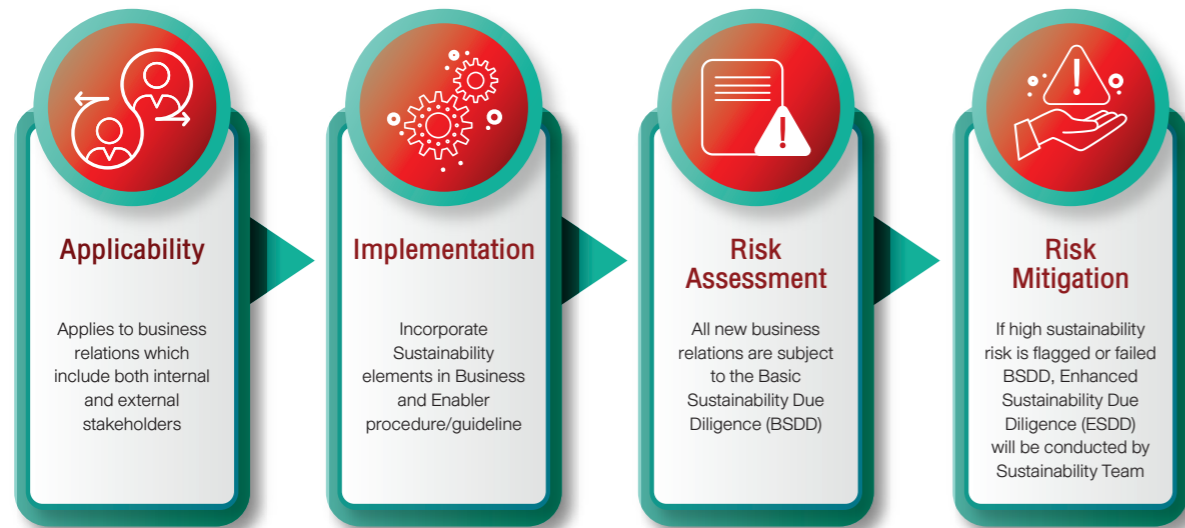 Applicability
Applies to business
relations which
include both internal
and external
stakeholders
Implementation
Incorporate
Sustainability
elements in Business
and Enabler
procedure/guideline
Risk
Assessment
All new business
relations are subject
to the Basic
Sustainability Due
Diligence (BSDD)
Risk
Mitigation
If high sustainability
risk is flagged or failed
BSDD, Enhanced
Sustainability Due
Diligence (ESDD)
will be conducted by
Sustainability Team